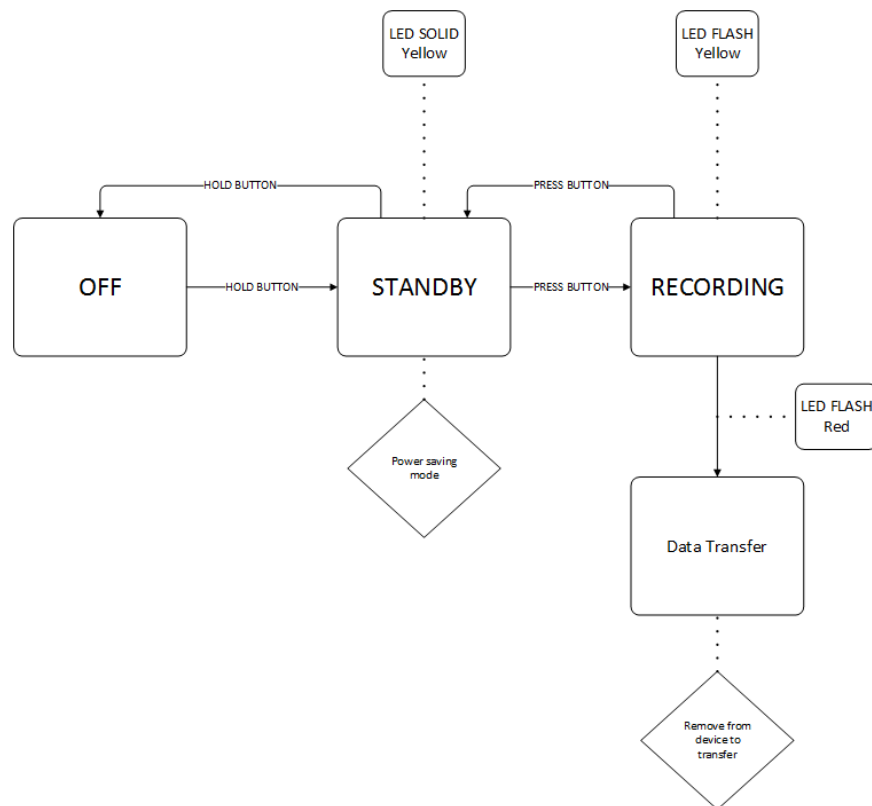 LED SOLID
Yellow
LED FLASH
Yellow
HOLD BUTTON
PRESS BUTTON
OFF
HOLD BUTTON
STANDBY
PRESS BUTTON
RECORDING
LED FLASH
Red
Power saving
mode
Data Transfer
Remove from
device to
transfer